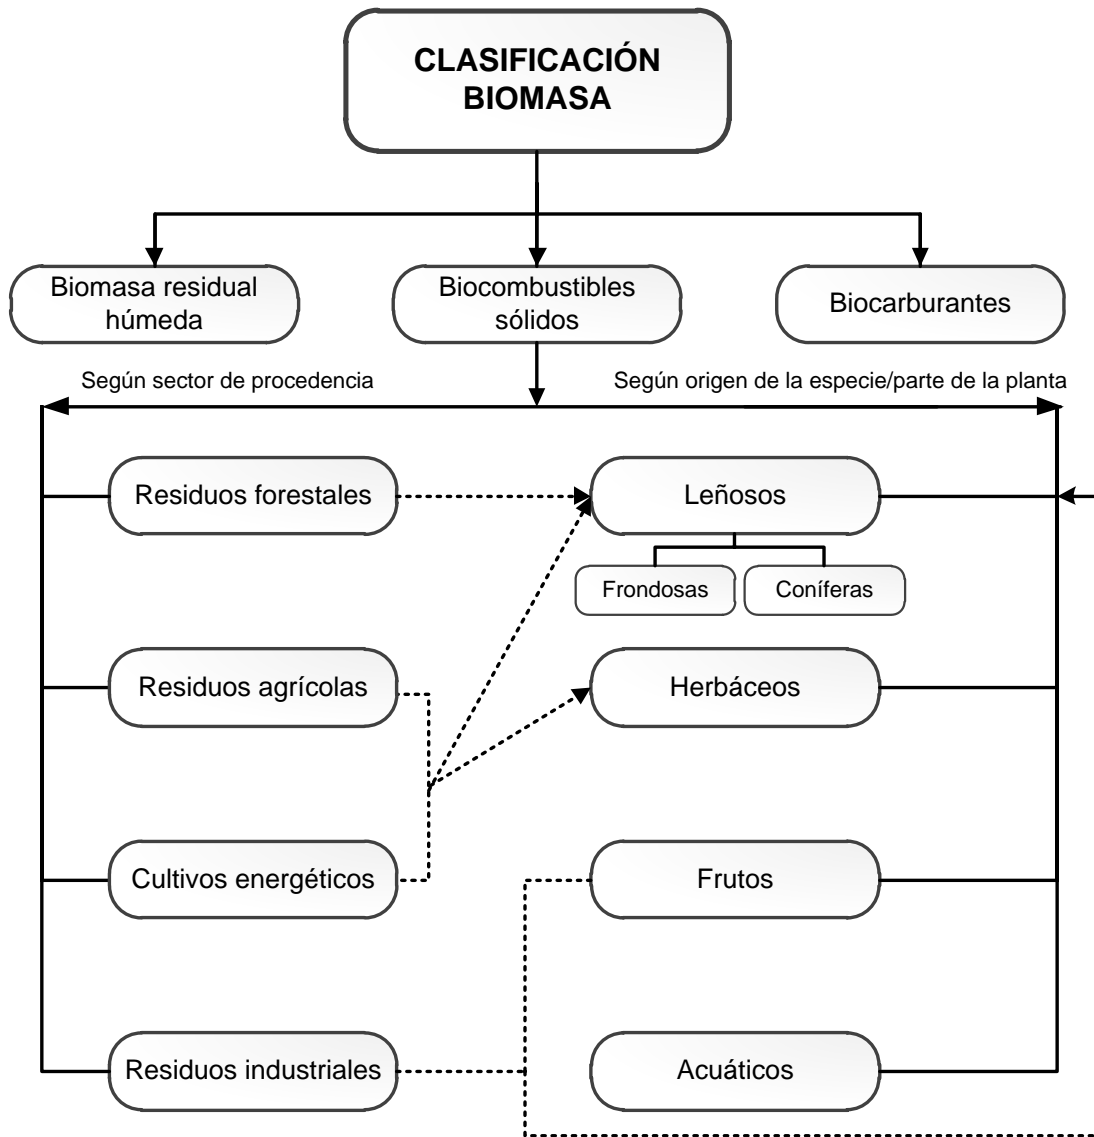 CLASIFICACIÓN
BIOMASA
Biomasa residual
húmeda
Biocombustibles
sólidos
Biocarburantes
Según sector de procedencia
Según origen de la especie/parte de la planta
Residuos forestales
Leñosos
Frondosas
Coníferas
Residuos agrícolas
Herbáceos
Cultivos energéticos
Frutos
Residuos industriales
Acuáticos